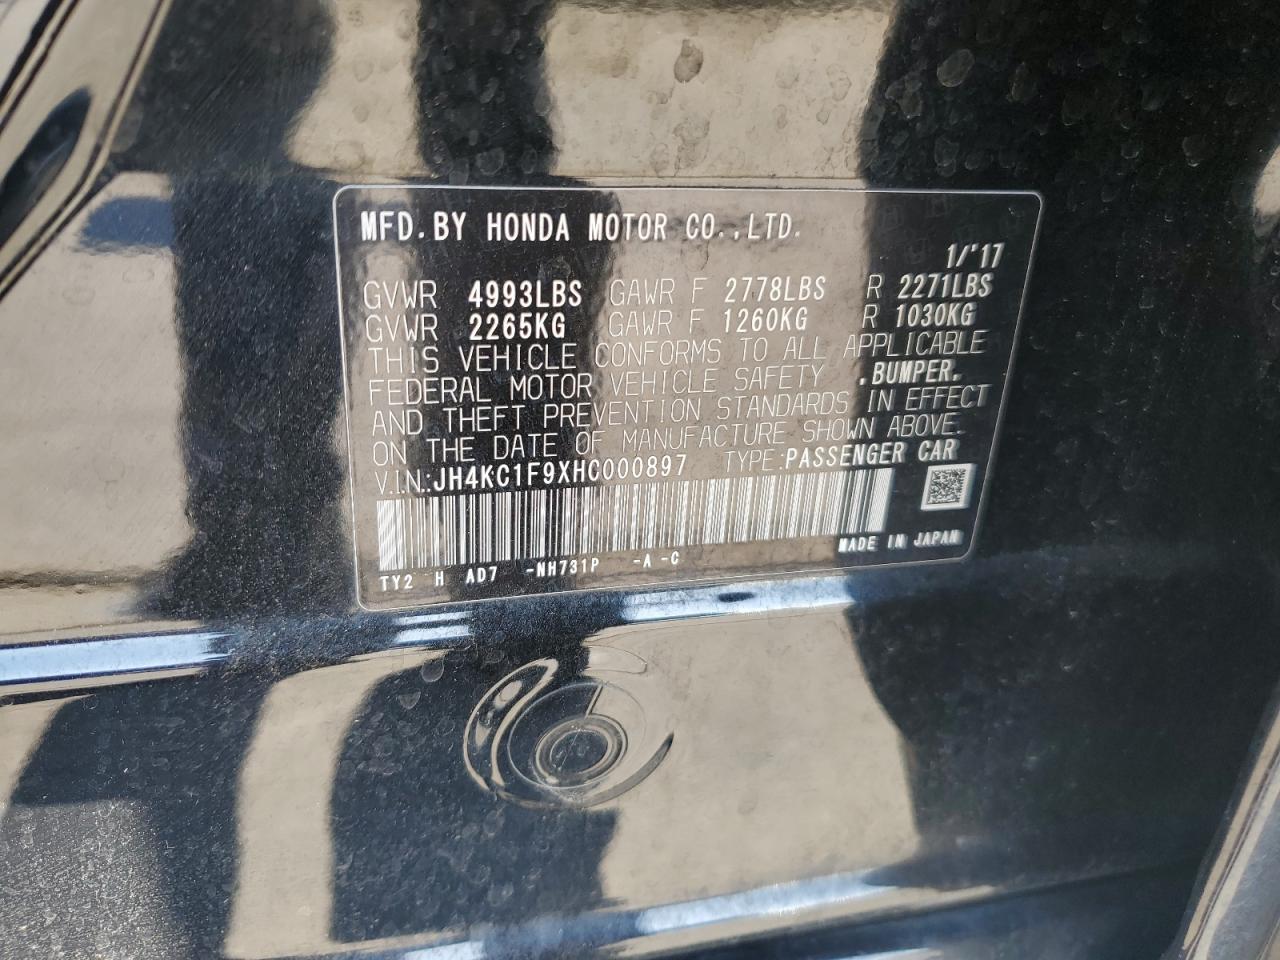 MFD.BY HONDA MOTOR CO.,LTD.
1/'17
GVWR 4993LBS GAWR F 2778LBS R 2271LBS
GVWR 2265KG GAWR F 1260KG R 1030KG
THIS VEHICLE CONFORMS TO ALL APPLICABLE
FEDERAL MOTOR VEHICLE SAFETY ,BUMPER,
AND THEFT PREVENTION STANDARDS IN EFFECT
ON THE DATE OF MANUFACTURE SHOWN ABOVE.
V.I.N.:JH4KC1F9XHC000897 TYPE:PASSENGER CAR
MADE IN JAPAN
TY2 H AD7 -NH731P -A -C